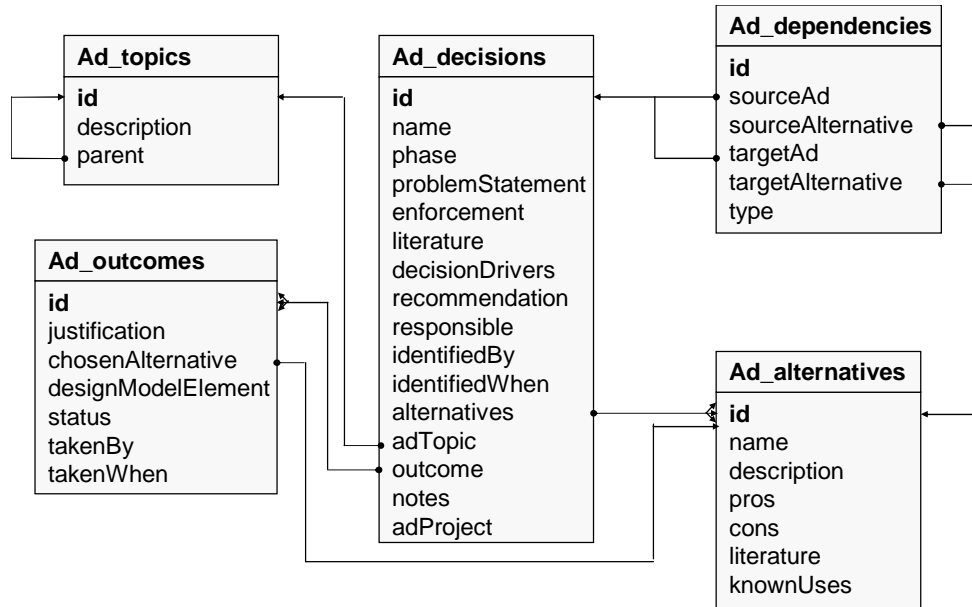 Ad_topics
id
description
parent
Ad_outcomes
id
justification
chosenAlternative
designModelElement
status
takenBy
takenWhen
Ad_decisions
id
name
phase
problemStatement
enforcement
literature
decisionDrivers
recommendation
responsible
identifiedBy
identifiedWhen
alternatives
adTopic
outcome
notes
adProject
Ad_dependencies
id
sourceAd
sourceAlternative
targetAd
targetAlternative
type
Ad_alternatives
id
name
description
pros
cons
literature
knownUses